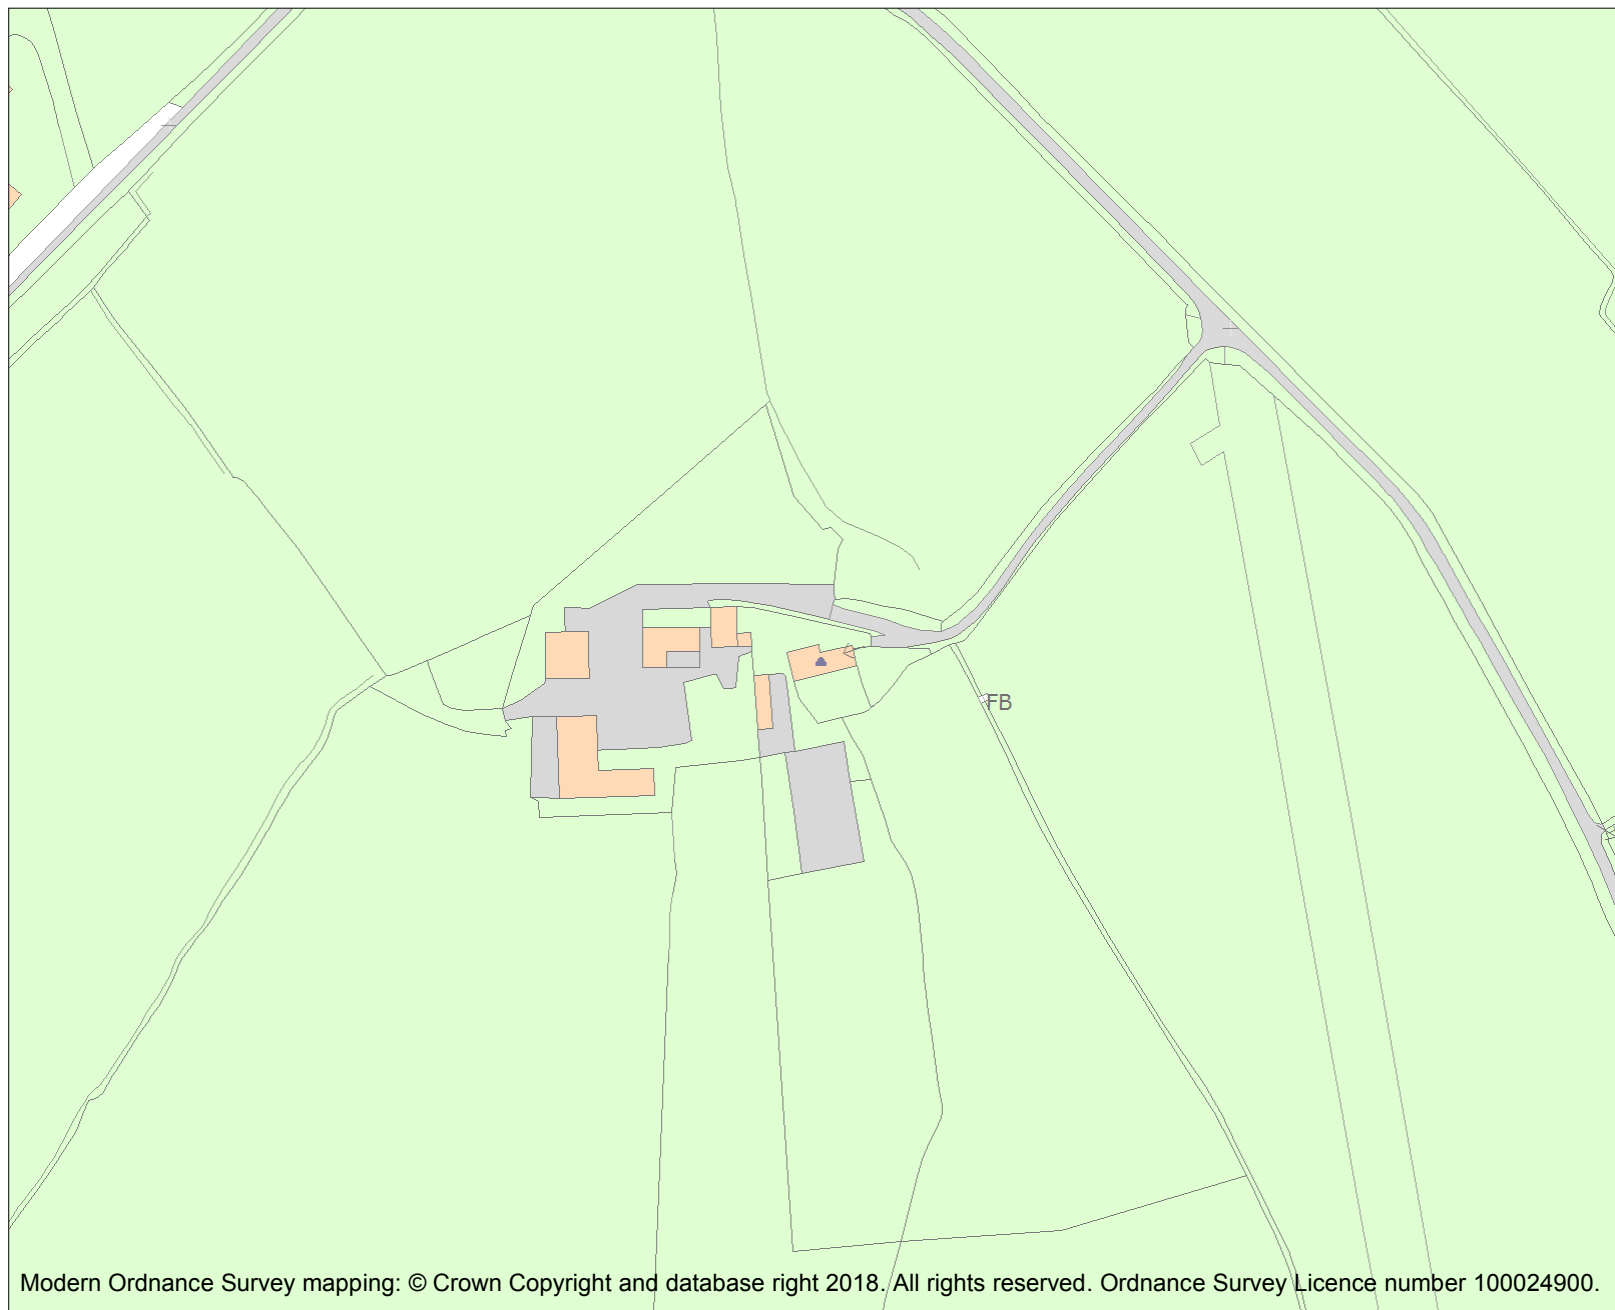 FB
Modern Ordnance Survey mapping: © Crown Copyright and database right 2018. All rights reserved. Ordnance Survey Licence number 100024900.